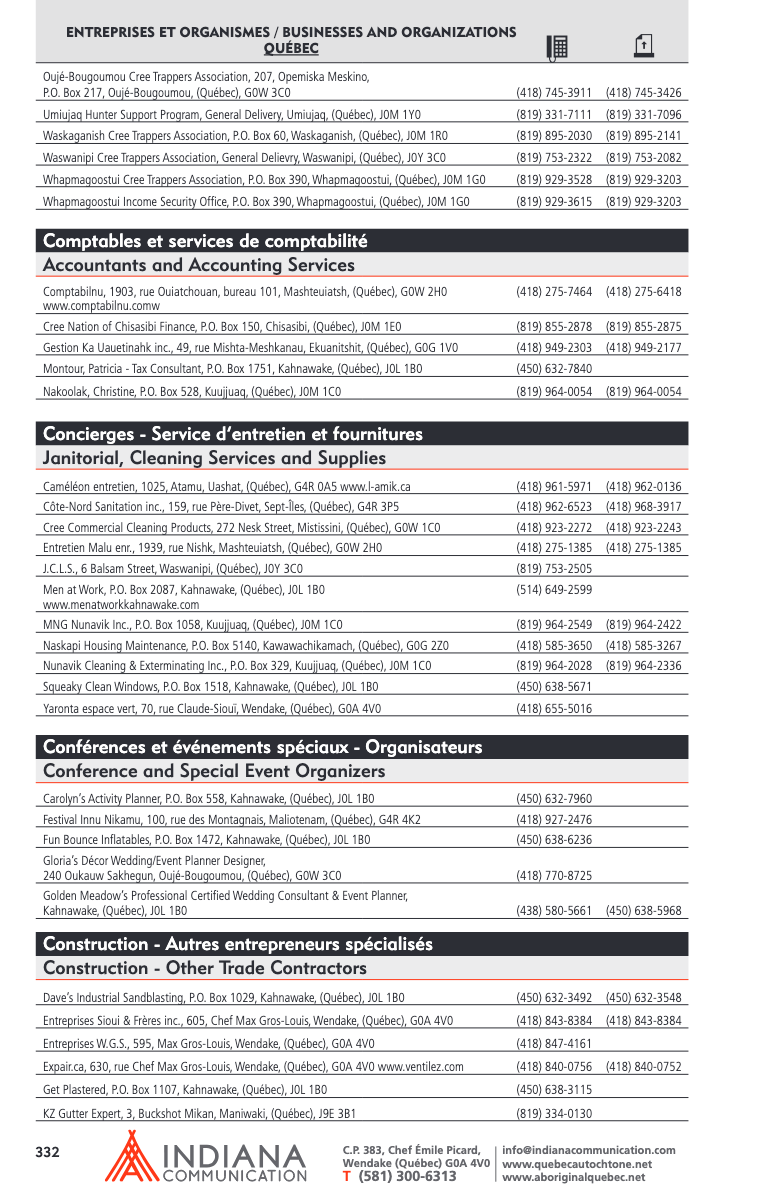 ENTREPRISES ET ORGANISMES / BUSINESSES AND ORGANIZATIONS
QUÉBEC
Oujé-Bougoumou Cree Trappers Association, 207, Opemiska Meskino,
P.O. Box 217, Oujé-Bougoumou, (Québec), G0W 3C0 (418) 745-3911 (418) 745-3426
Umiujaq Hunter Support Program, General Delivery, Umiujaq, (Québec), J0M 1Y0 (819) 331-7111 (819) 331-7096
Waskaganish Cree Trappers Association, P.O. Box 60, Waskaganish, (Québec), J0M 1R0 (819) 895-2030 (819) 895-2141
Waswanipi Cree Trappers Association, General Delievry, Waswanipi, (Québec), J0Y 3C0 (819) 753-2322 (819) 753-2082
Whapmagoostui Cree Trappers Association, P.O. Box 390, Whapmagoostui, (Québec), J0M 1G0 (819) 929-3528 (819) 929-3203
Whapmagoostui Income Security Office, P.O. Box 390, Whapmagoostui, (Québec), J0M 1G0 (819) 929-3615 (819) 929-3203
Comptables et services de comptabilité
Accountants and Accounting Services
Comptabilnu, 1903, rue Ouiatchouan, bureau 101, Mashteuiatsh, (Québec), G0W 2H0 (418) 275-7464 (418) 275-6418
www.comptabilnu.comw
Cree Nation of Chisasibi Finance, P.O. Box 150, Chisasibi, (Québec), J0M 1E0 (819) 855-2878 (819) 855-2875
Gestion Ka Uauetinahk inc., 49, rue Mishta-Meshkanau, Ekuanitshit, (Québec), G0G 1V0 (418) 949-2303 (418) 949-2177
Montour, Patricia - Tax Consultant, P.O. Box 1751, Kahnawake, (Québec), J0L 1B0 (450) 632-7840
Nakoolak, Christine, P.O. Box 528, Kuujjuaq, (Québec), J0M 1C0 (819) 964-0054 (819) 964-0054
Concierges - Service d'entretien et fournitures
Janitorial, Cleaning Services and Supplies
Caméléon entretien, 1025, Atamu, Uashat, (Québec), G4R 0A5 www.l-amik.ca (418) 961-5971 (418) 962-0136
Côte-Nord Sanitation inc., 159, rue Père-Divet, Sept-Îles, (Québec), G4R 3P5 (418) 962-6523 (418) 968-3917
Cree Commercial Cleaning Products, 272 Nesk Street, Mistissini, (Québec), G0W 1C0 (418) 923-2272 (418) 923-2243
Entretien Malu enr., 1939, rue Nishk, Mashteuiatsh, (Québec), G0W 2H0 (418) 275-1385 (418) 275-1385
J.C.L.S., 6 Balsam Street, Waswanipi, (Québec), J0Y 3C0 (819) 753-2505
Men at Work, P.O. Box 2087, Kahnawake, (Québec), J0L 1B0 (514) 649-2599
www.menatworkkahnawake.com
MNG Nunavik Inc., P.O. Box 1058, Kuujjuaq, (Québec), J0M 1C0 (819) 964-2549 (819) 964-2422
Naskapi Housing Maintenance, P.O. Box 5140, Kawawachikamach, (Québec), G0G 2Z0 (418) 585-3650 (418) 585-3267
Nunavik Cleaning & Exterminating Inc., P.O. Box 329, Kuujjuaq, (Québec), J0M 1C0 (819) 964-2028 (819) 964-2336
Squeaky Clean Windows, P.O. Box 1518, Kahnawake, (Québec), J0L 1B0 (450) 638-5671
Yaronta espace vert, 70, rue Claude-Siouï, Wendake, (Québec), G0A 4V0 (418) 655-5016
Conférences et événements spéciaux - Organisateurs
Conference and Special Event Organizers
Carolyn's Activity Planner, P.O. Box 558, Kahnawake, (Québec), J0L 1B0 (450) 632-7960
Festival Innu Nikamu, 100, rue des Montagnais, Maliotenam, (Québec), G4R 4K2 (418) 927-2476
Fun Bounce Inflatables, P.O. Box 1472, Kahnawake, (Québec), J0L 1B0 (450) 638-6236
Gloria's Décor Wedding/Event Planner Designer,
240 Oukauw Sakhegun, Oujé-Bougoumou, (Québec), G0W 3C0 (418) 770-8725
Golden Meadow's Professional Certified Wedding Consultant & Event Planner,
Kahnawake, (Québec), J0L 1B0 (438) 580-5661 (450) 638-5968
Construction - Autres entrepreneurs spécialisés
Construction - Other Trade Contractors
Dave's Industrial Sandblasting, P.O. Box 1029, Kahnawake, (Québec), J0L 1B0 (450) 632-3492 (450) 632-3548
Entreprises Sioui & Frères inc., 605, Chef Max Gros-Louis, Wendake, (Québec), G0A 4V0 (418) 843-8384 (418) 843-8384
Entreprises W.G.S., 595, Max Gros-Louis, Wendake, (Québec), G0A 4V0 (418) 847-4161
Expair.ca, 630, rue Chef Max Gros-Louis, Wendake, (Québec), G0A 4V0 www.ventilez.com (418) 840-0756 (418) 840-0752
Get Plastered, P.O. Box 1107, Kahnawake, (Québec), J0L 1B0 (450) 638-3115
KZ Gutter Expert, 3, Buckshot Mikan, Maniwaki, (Québec), J9E 3B1 (819) 334-0130
332
INDIANA
COMMUNICATION
C.P. 383, Chef Émile Picard,
Wendake (Québec) G0A 4V0
T (581) 300-6313
info@indianacommunication.com
www.quebecautochtone.net
www.aboriginalquebec.net